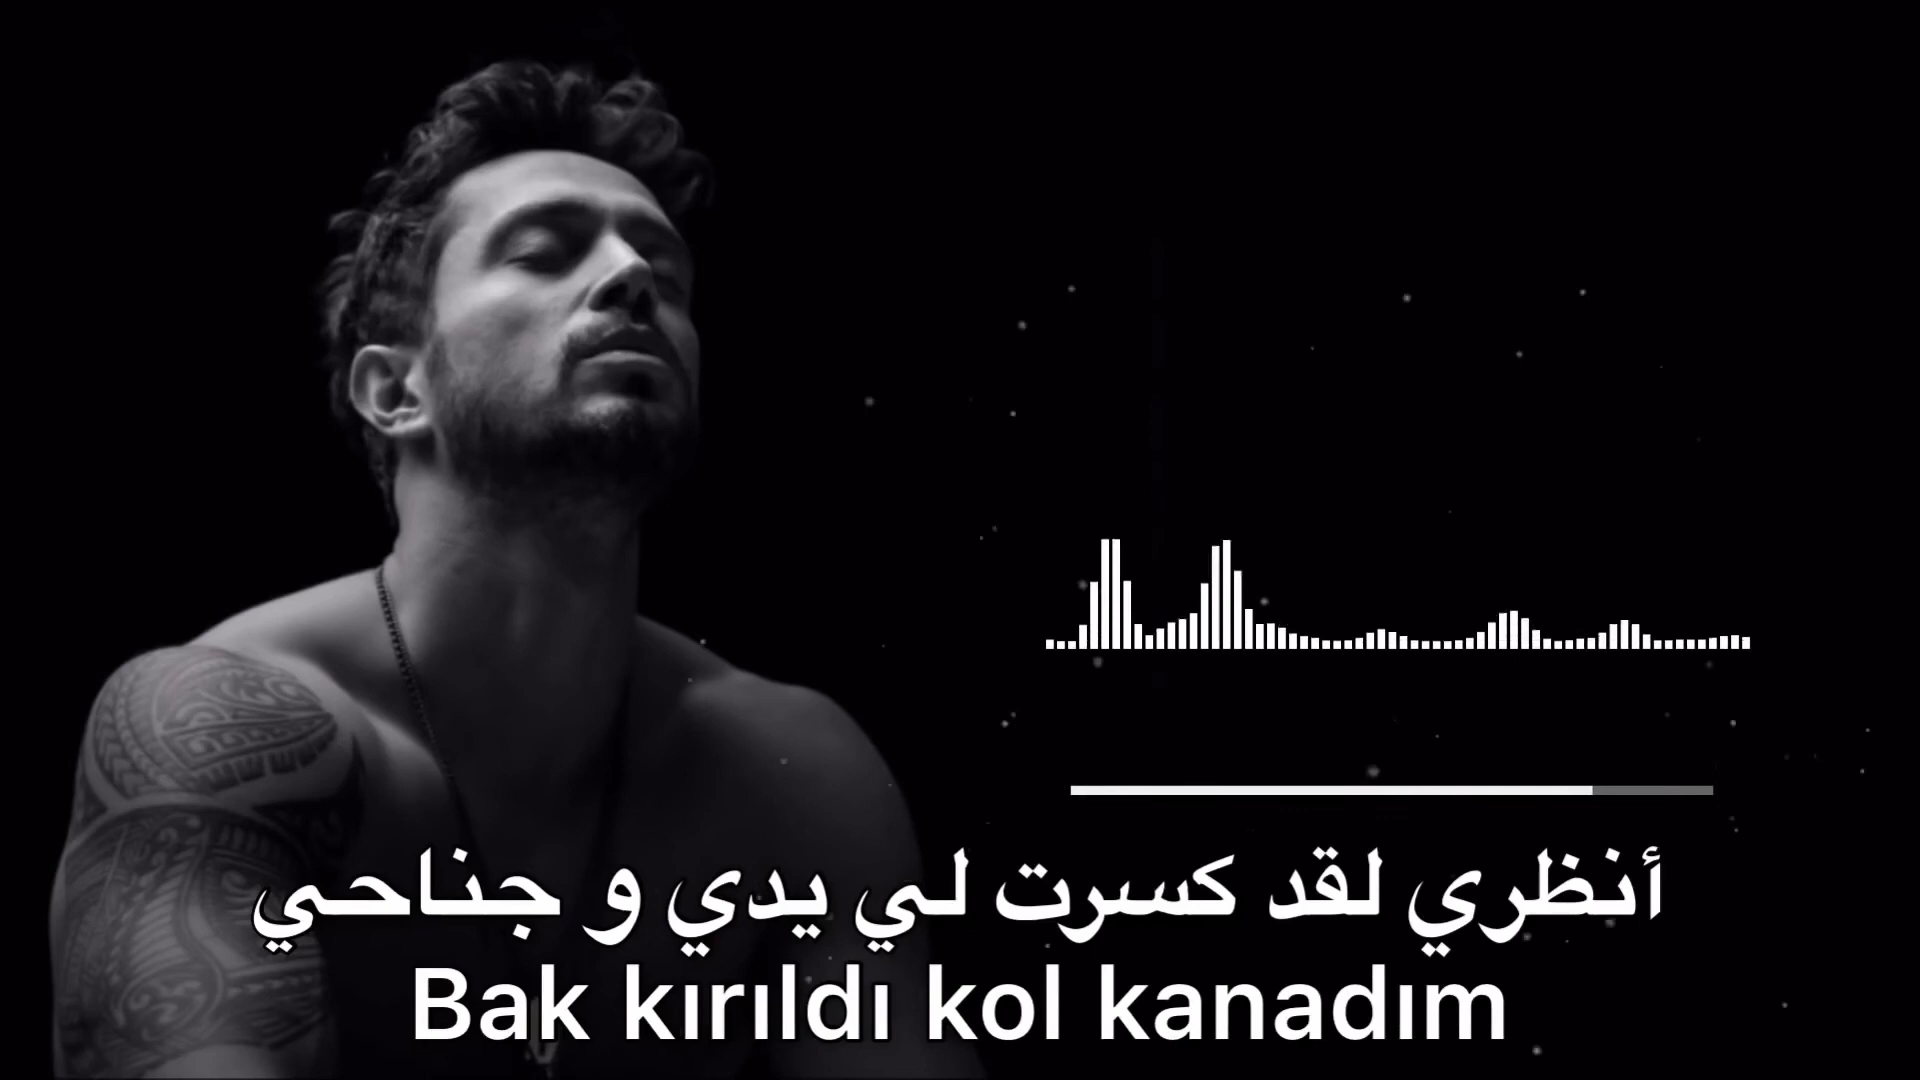 أنظري لقد كسرت لي يدي و جناحي
Bak kırıldı kol kanadım